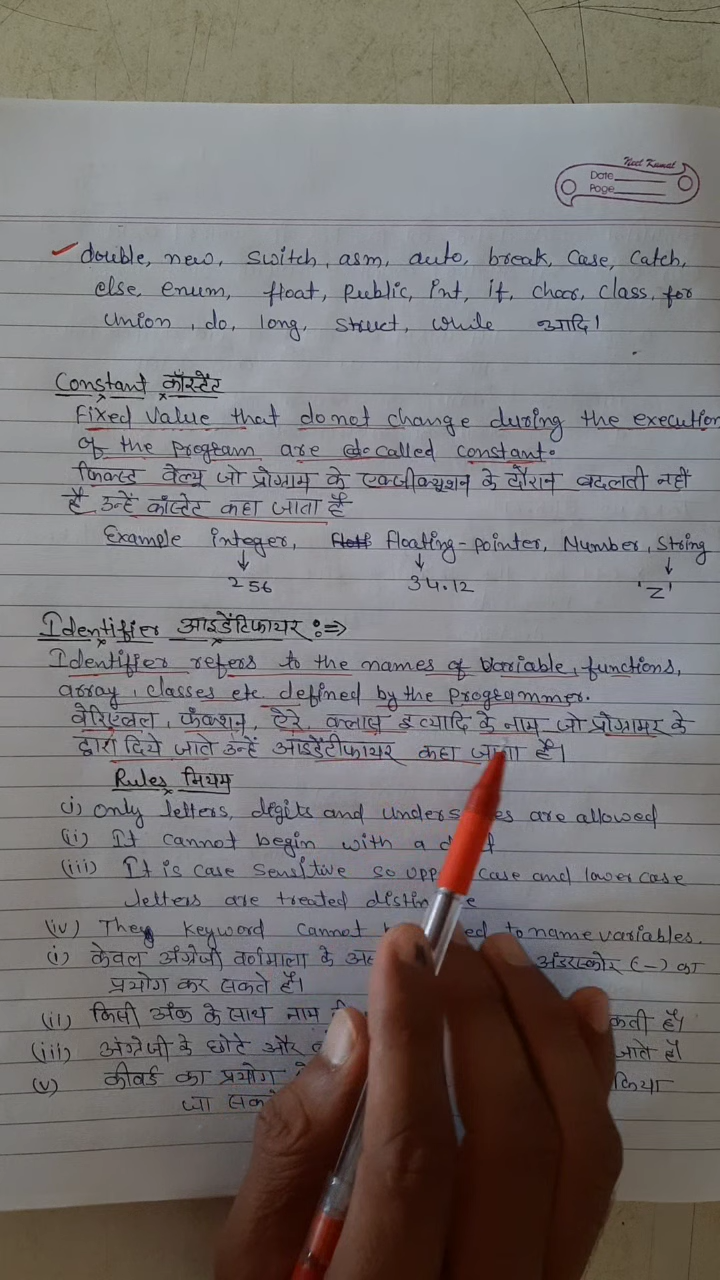 Neel Kamal
Date
Page
double, new, switch, asm, auto, break, case, catch,
else, enum, float, public, int, if, char, class, for
union, do, long, struct, while आदि।
Constant कॉंस्टेंट
Fixed value that do not change during the execution
of the program are called constant.
फिक्स्ड वैल्यू जो प्रोग्राम के एक्जीक्यूशन के दौरान बदलती नहीं
है उन्हें कांस्टेंट कहा जाता है
Example integer, floating-pointer, Number, String
256 34.12 'z'
Identifier आइडेंटिफायर :⇒
Identifier refers to the names of variable, functions,
array, classes etc. defined by the programmer.
वेरिएबल, फंक्शन, ऐरे, क्लास इत्यादि के नाम जो प्रोग्रामर के
द्वारा दिये जाते उन्हें आइडेंटीफायर कहा जाता है।
Rules नियम
(i) only letters, digits and are allowed
(ii) It cannot begin with a
(iii) It is case sensitive so case and lower case
letters are treated
(iv) They keyword cannot to name variables.
(i) केवल अंग्रेजी वर्णमाला के अंडरस्कोर (-) का
प्रयोग कर सकते हैं।
(ii) किसी अंक के साथ नाम
(iii) अंग्रेजी के छोटे और जाते हैं
(v) कीवर्ड का प्रयोग किया
जा